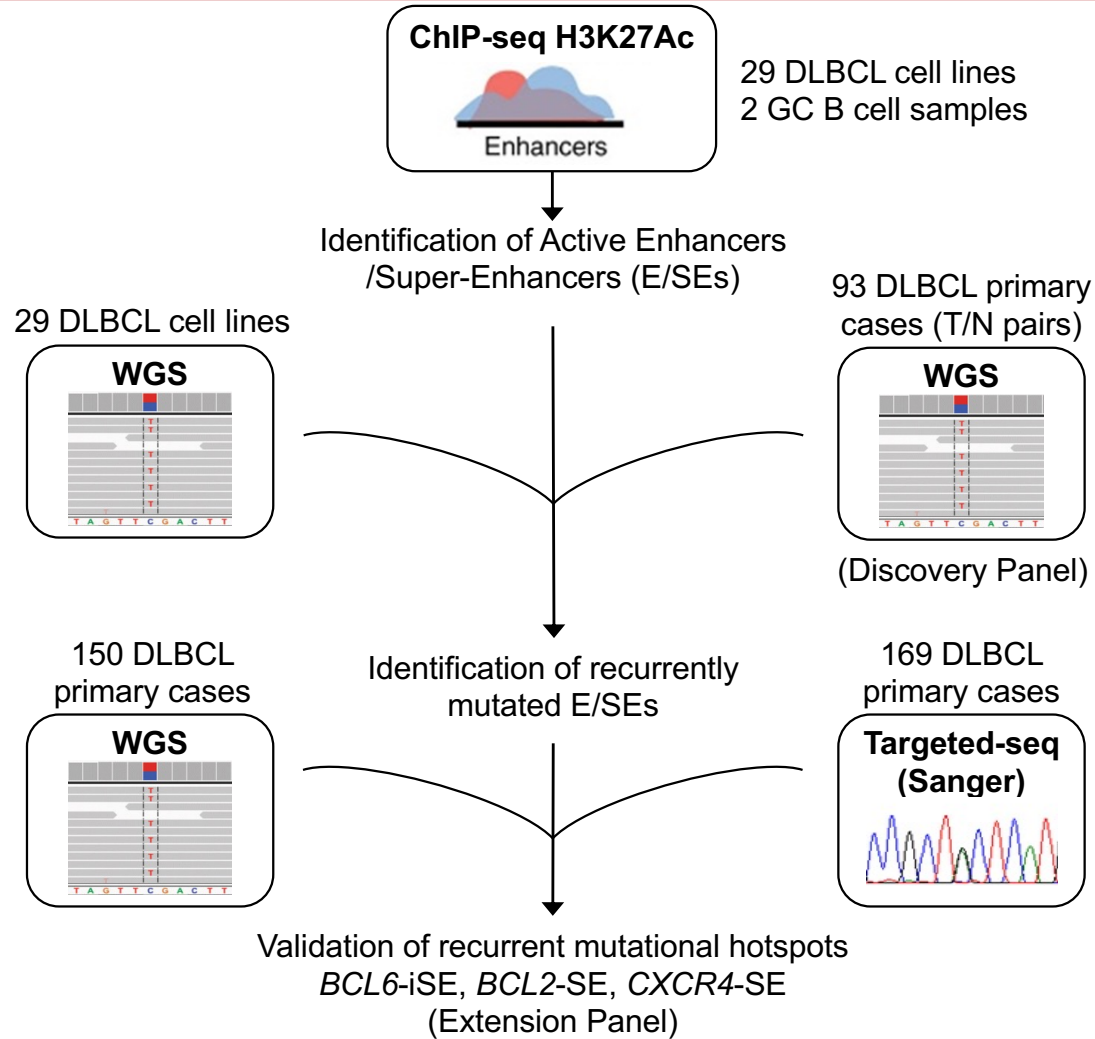 ChIP-seq H3K27Ac
Enhancers
29 DLBCL cell lines
2 GC B cell samples
Identification of Active Enhancers
/Super-Enhancers (E/SEs)
29 DLBCL cell lines
WGS
T
T
T
T
T
T
T A G T T C G A C T T
93 DLBCL primary
cases (T/N pairs)
WGS
T
T
T
T
T
T
T A G T T C G A C T T
(Discovery Panel)
Identification of recurrently
mutated E/SEs
150 DLBCL
primary cases
WGS
T
T
T
T
T
T
T A G T T C G A C T T
169 DLBCL
primary cases
Targeted-seq
(Sanger)
Validation of recurrent mutational hotspots
BCL6-iSE, BCL2-SE, CXCR4-SE
(Extension Panel)